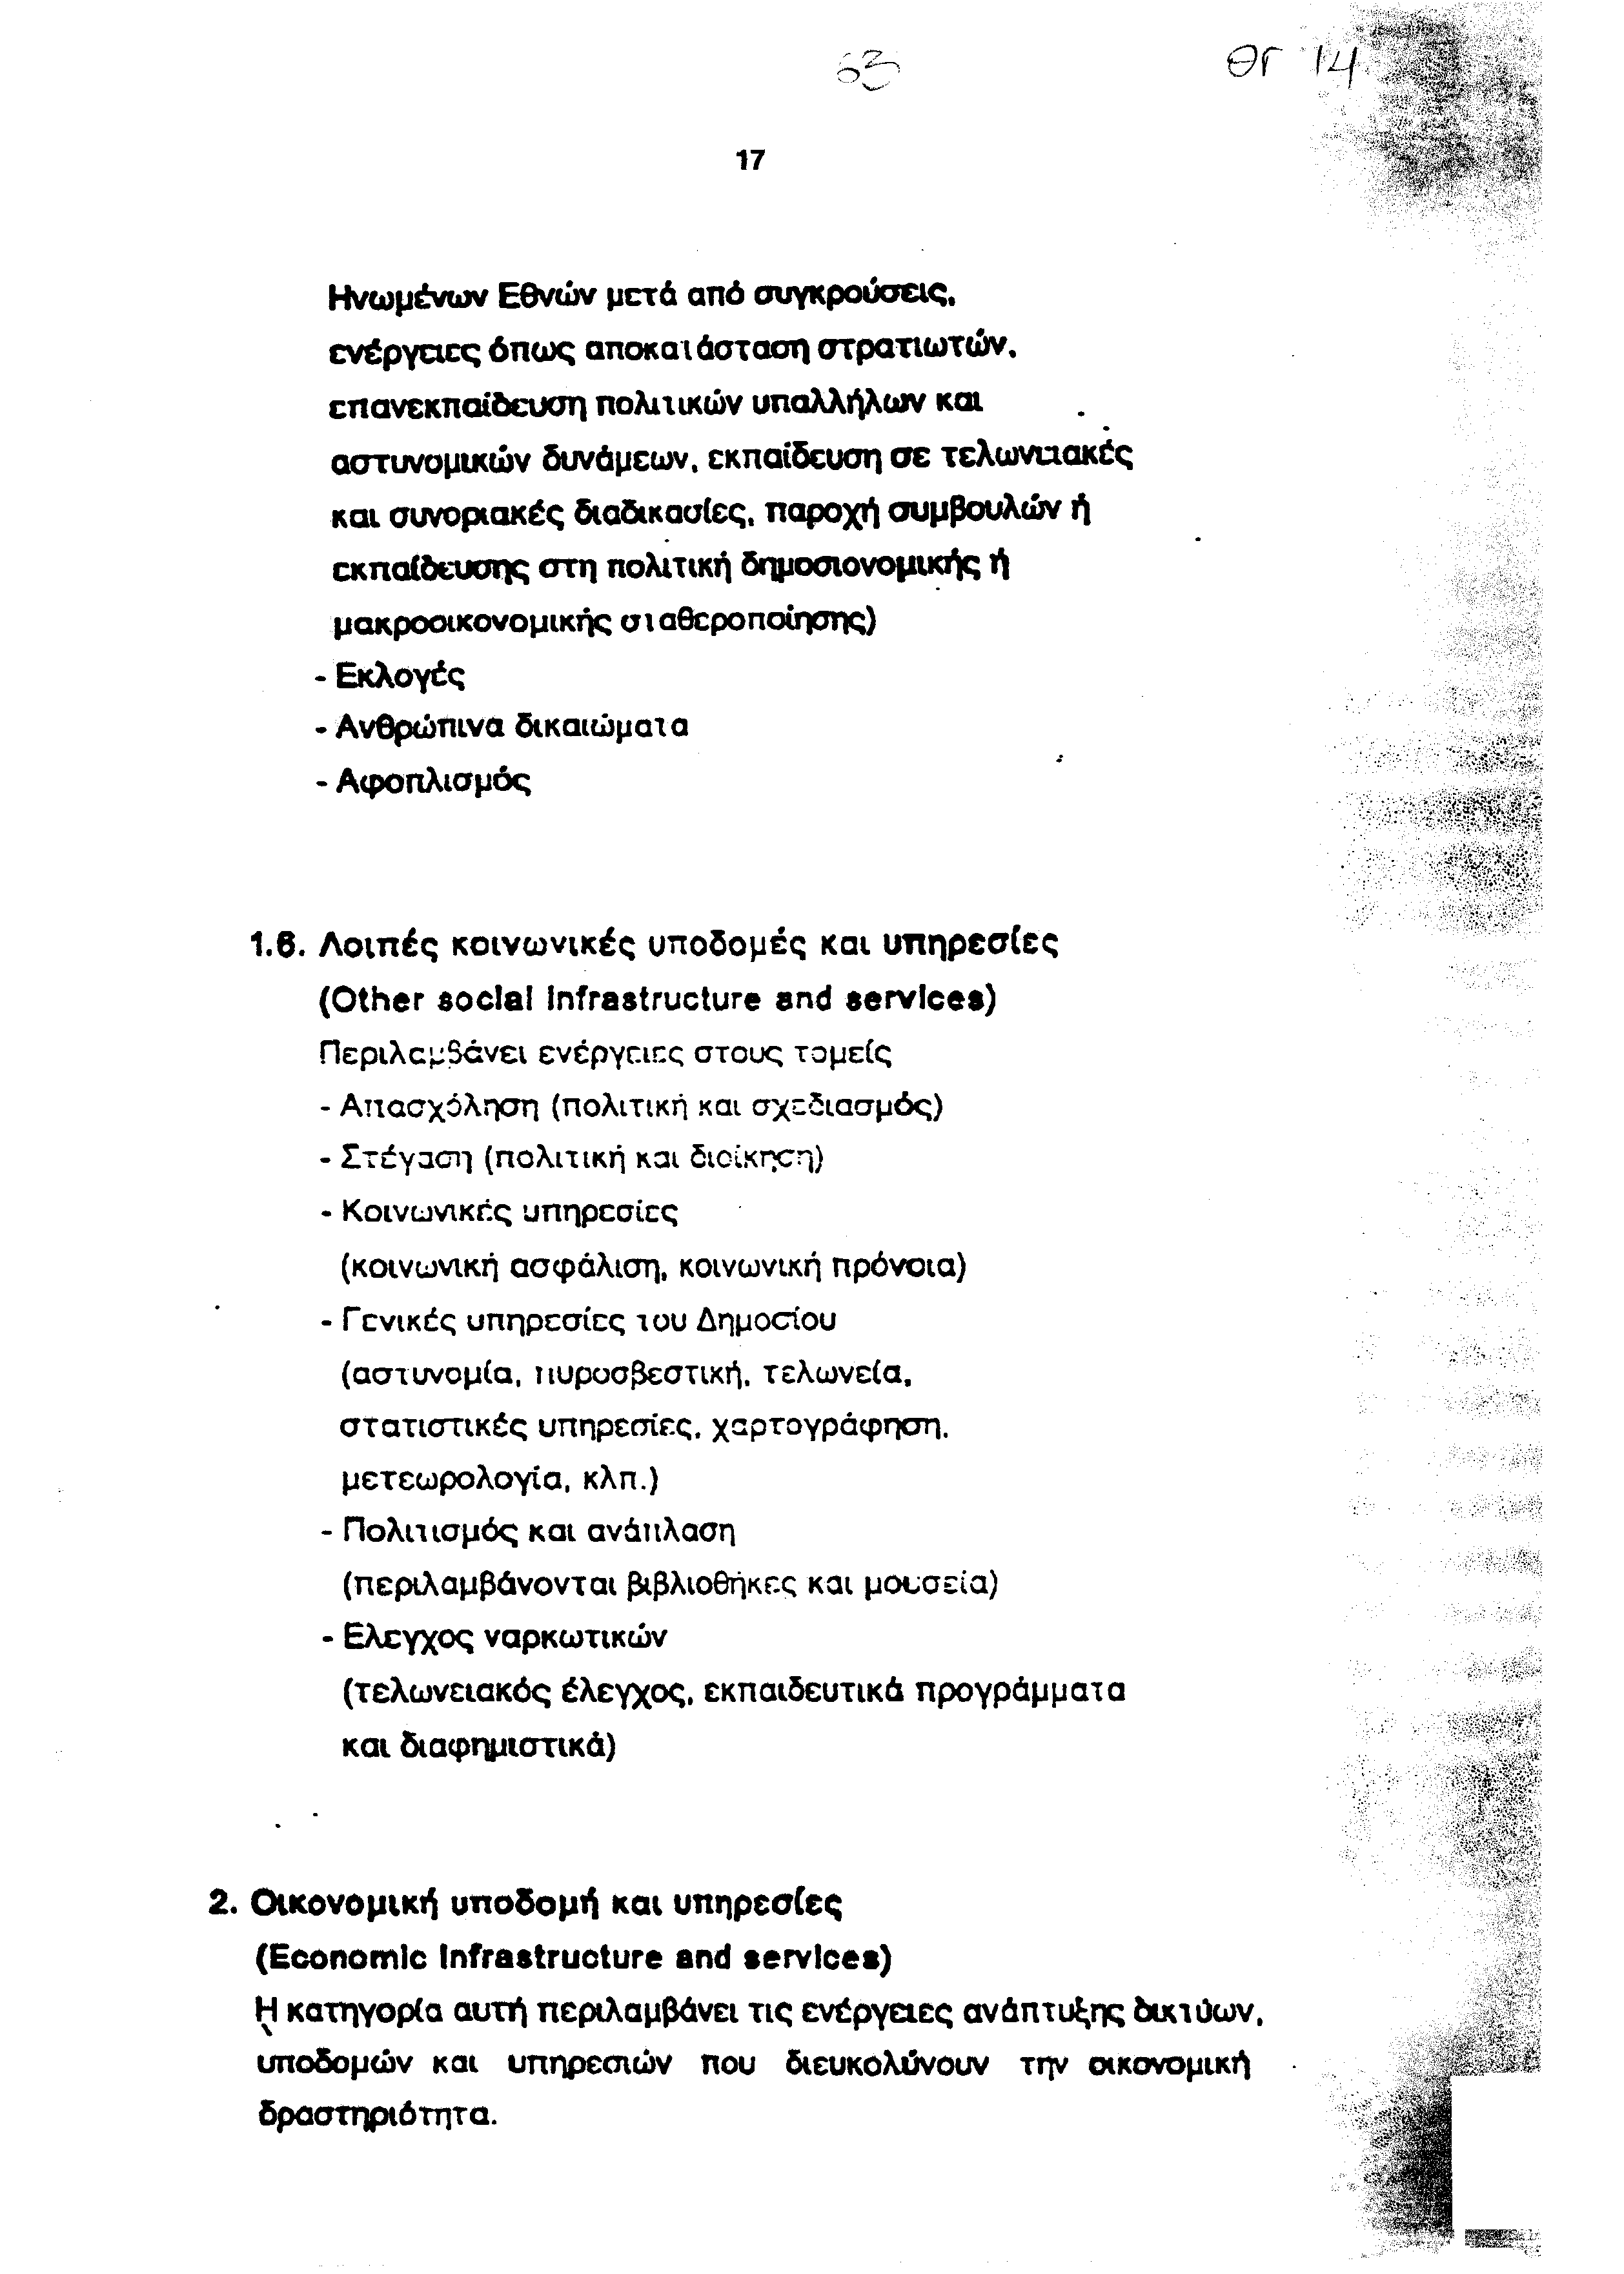 63
ΘΓ 14
17
Ηνωμένων Εθνών μετά από συγκρούσεις,
ενέργειες όπως αποκατάσταση στρατιωτών,
επανεκπαίδευση πολιτικών υπαλλήλων και
αστυνομικών δυνάμεων, εκπαίδευση σε τελωνειακές
και συνοριακές διαδικασίες, παροχή συμβουλών ή
εκπαίδευσης στη πολιτική δημοσιονομικής ή
μακροοικονομικής σταθεροποίησης)
- Εκλογές
- Ανθρώπινα δικαιώματα
- Αφοπλισμός
1.6. Λοιπές κοινωνικές υποδομές και υπηρεσίες
(Other social infrastructure and services)
Περιλαμβάνει ενέργειες στους τομείς
- Απασχόληση (πολιτική και σχεδιασμός)
- Στέγαση (πολιτική και διοίκηση)
- Κοινωνικές υπηρεσίες
(κοινωνική ασφάλιση, κοινωνική πρόνοια)
- Γενικές υπηρεσίες του Δημοσίου
(αστυνομία, πυροσβεστική, τελωνεία,
στατιστικές υπηρεσίες, χαρτογράφηση,
μετεωρολογία, κλπ.)
- Πολιτισμός και ανάπλαση
(περιλαμβάνονται βιβλιοθήκες και μουσεία)
- Ελεγχος ναρκωτικών
(τελωνειακός έλεγχος, εκπαιδευτικά προγράμματα
και διαφημιστικά)
2. Οικονομική υποδομή και υπηρεσίες
(Economic infrastructure and services)
Η κατηγορία αυτή περιλαμβάνει τις ενέργειες ανάπτυξης δικτύων,
υποδομών και υπηρεσιών που διευκολύνουν την οικονομική
δραστηριότητα.